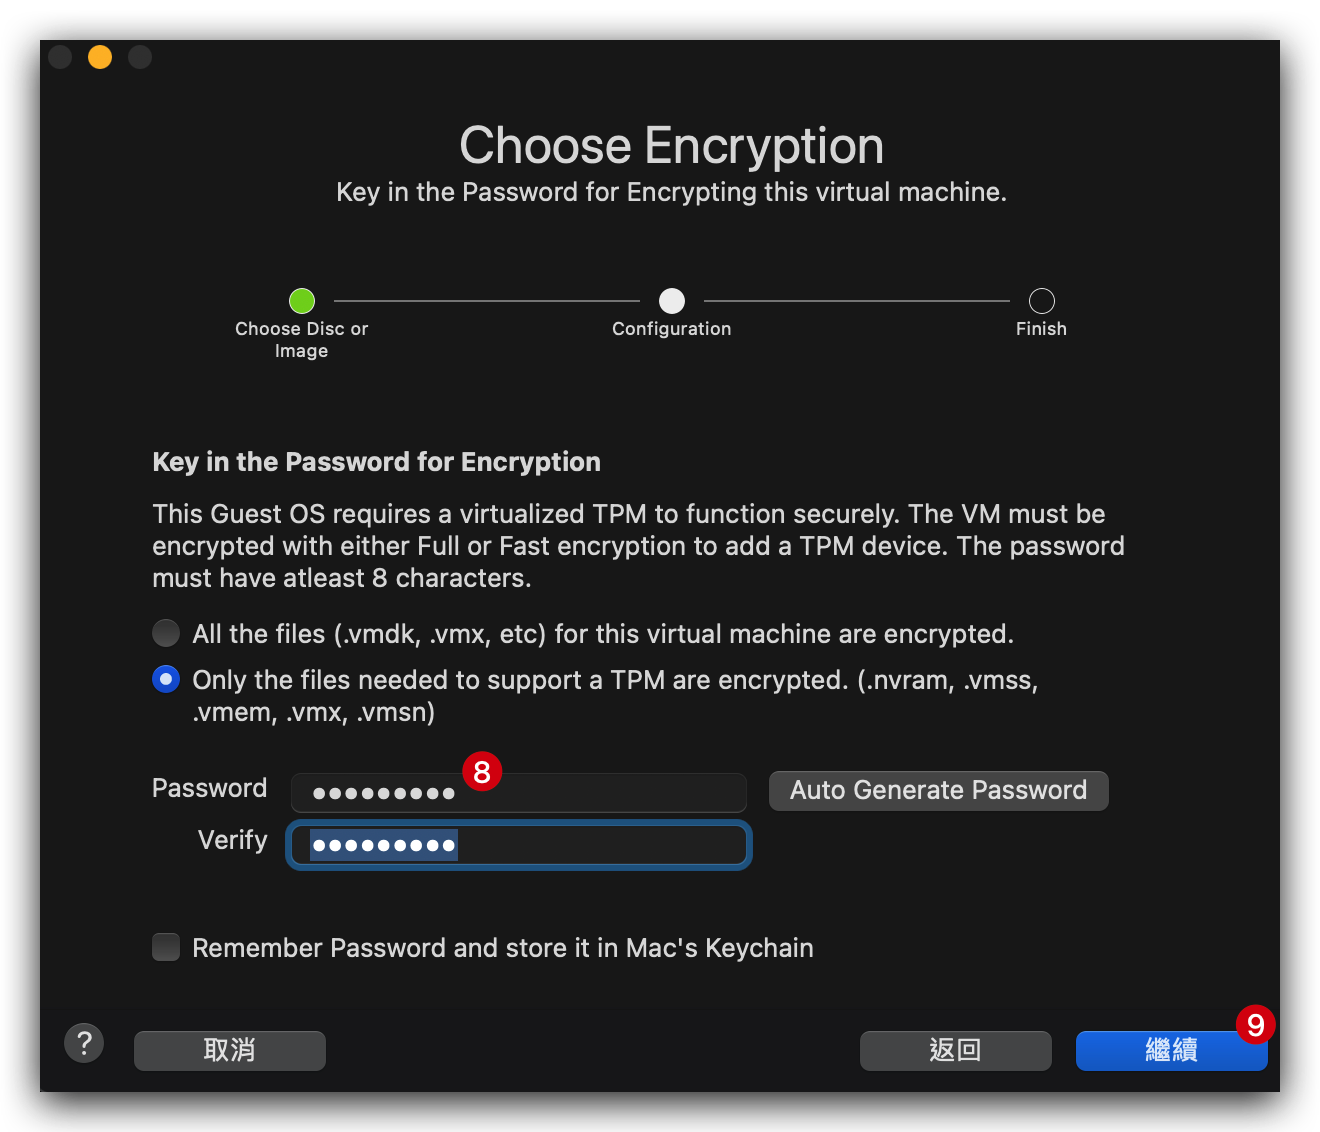 Choose Encryption
Key in the Password for Encrypting this virtual machine.
Choose Disc or
Image
Configuration
Finish
Key in the Password for Encryption
This Guest OS requires a virtualized TPM to function securely. The VM must be
encrypted with either Full or Fast encryption to add a TPM device. The password
must have atleast 8 characters.
All the files (.vmdk, .vmx, etc) for this virtual machine are encrypted.
Only the files needed to support a TPM are encrypted. (.nvram, .vmss,
.vmem, .vmx, .vmsn)
8
Password ●●●●●●●●● Auto Generate Password
Verify ●●●●●●●●●
Remember Password and store it in Mac's Keychain
9
? 取消 返回 繼續